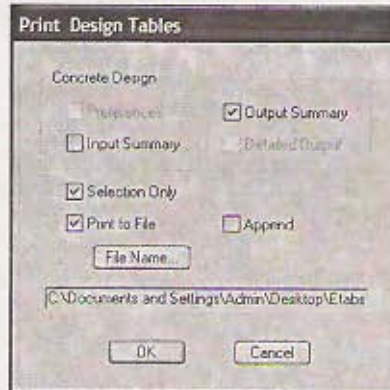 Print Design Tables
Concrete Design
Preferences
Output Summary
Input Summary
Detailed Output
Selection Only
Print to File
Append
File Name...
C:\Documents and Settings\Admin\Desktop\Etabs
OK
Cancel